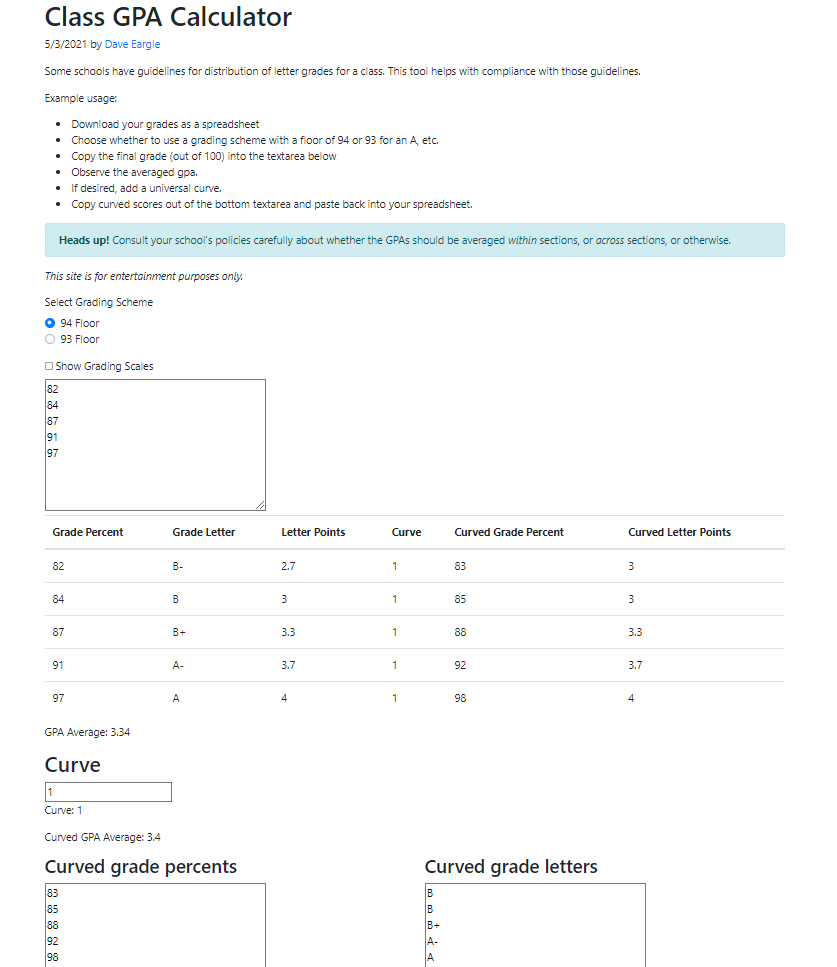 Class GPA Calculator
5/3/2021 by Dave Eargle
Some schools have guidelines for distribution of letter grades for a class. This tool helps with compliance with those guidelines.
Example usage:
Download your grades as a spreadsheet
Choose whether to use a grading scheme with a floor of 94 or 93 for an A, etc.
Copy the final grade (out of 100) into the textarea below
Observe the averaged gpa.
If desired, add a universal curve.
Copy curved scores out of the bottom textarea and paste back into your spreadsheet.
Heads up! Consult your school's policies carefully about whether the GPAs should be averaged within sections, or across sections, or otherwise.
This site is for entertainment purposes only.
Select Grading Scheme
94 Floor
93 Floor
Show Grading Scales
82
84
87
91
97
Grade Percent Grade Letter Letter Points Curve Curved Grade Percent Curved Letter Points
82 B- 2.7 1 83 3
84 B 3 1 85 3
87 B+ 3.3 1 88 3.3
91 A- 3.7 1 92 3.7
97 A 4 1 98 4
GPA Average: 3.34
Curve
1
Curve: 1
Curved GPA Average: 3.4
Curved grade percents
83
85
88
92
98
Curved grade letters
B
B
B+
A-
A